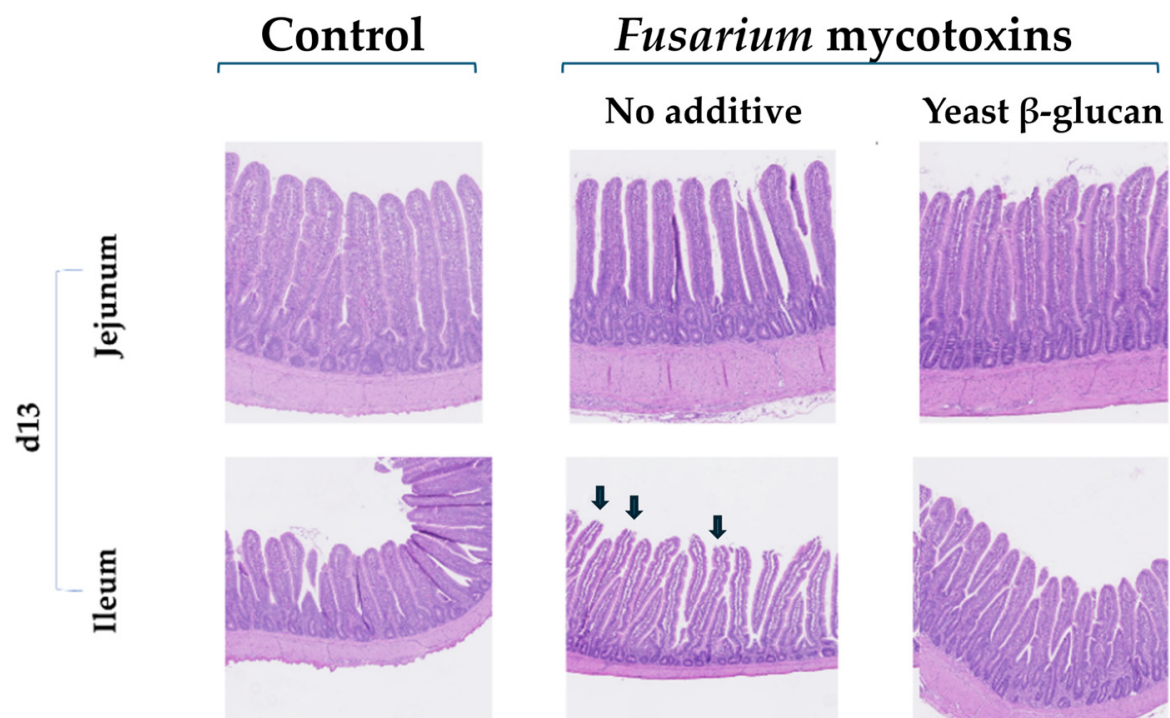 Control
Fusarium mycotoxins
No additive
Yeast β-glucan
d13
Jejunum
Ileum